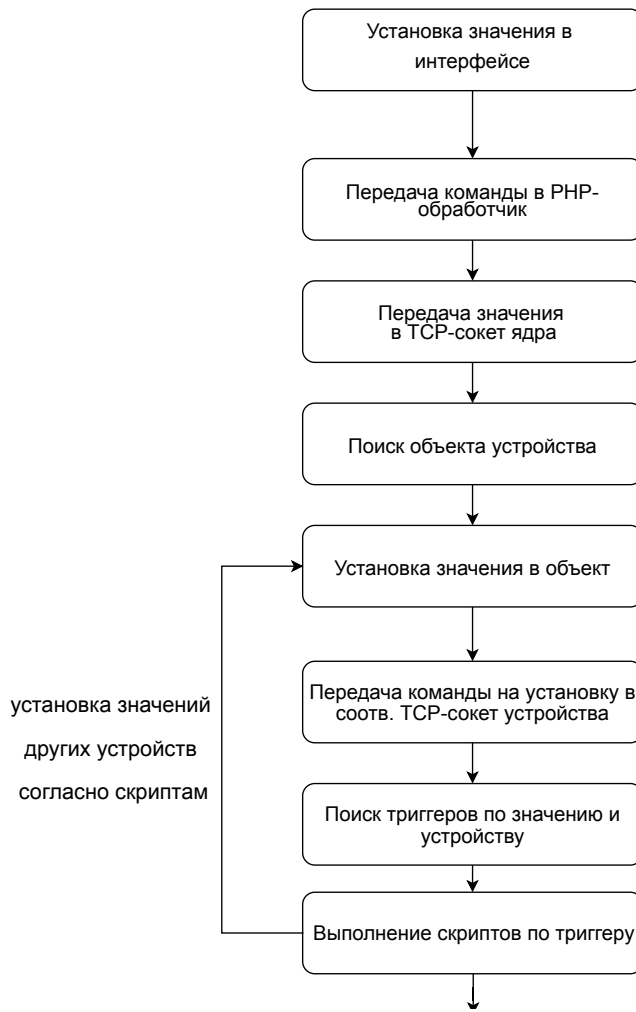 Установка значения в
интерфейсе
Передача команды в PHP-
обработчик
Передача значения
в TCP-сокет ядра
Поиск объекта устройства
Установка значения в объект
Передача команды на установку в
соотв. TCP-сокет устройства
установка значений
других устройств
согласно скриптам
Поиск триггеров по значению и
устройству
Выполнение скриптов по триггеру